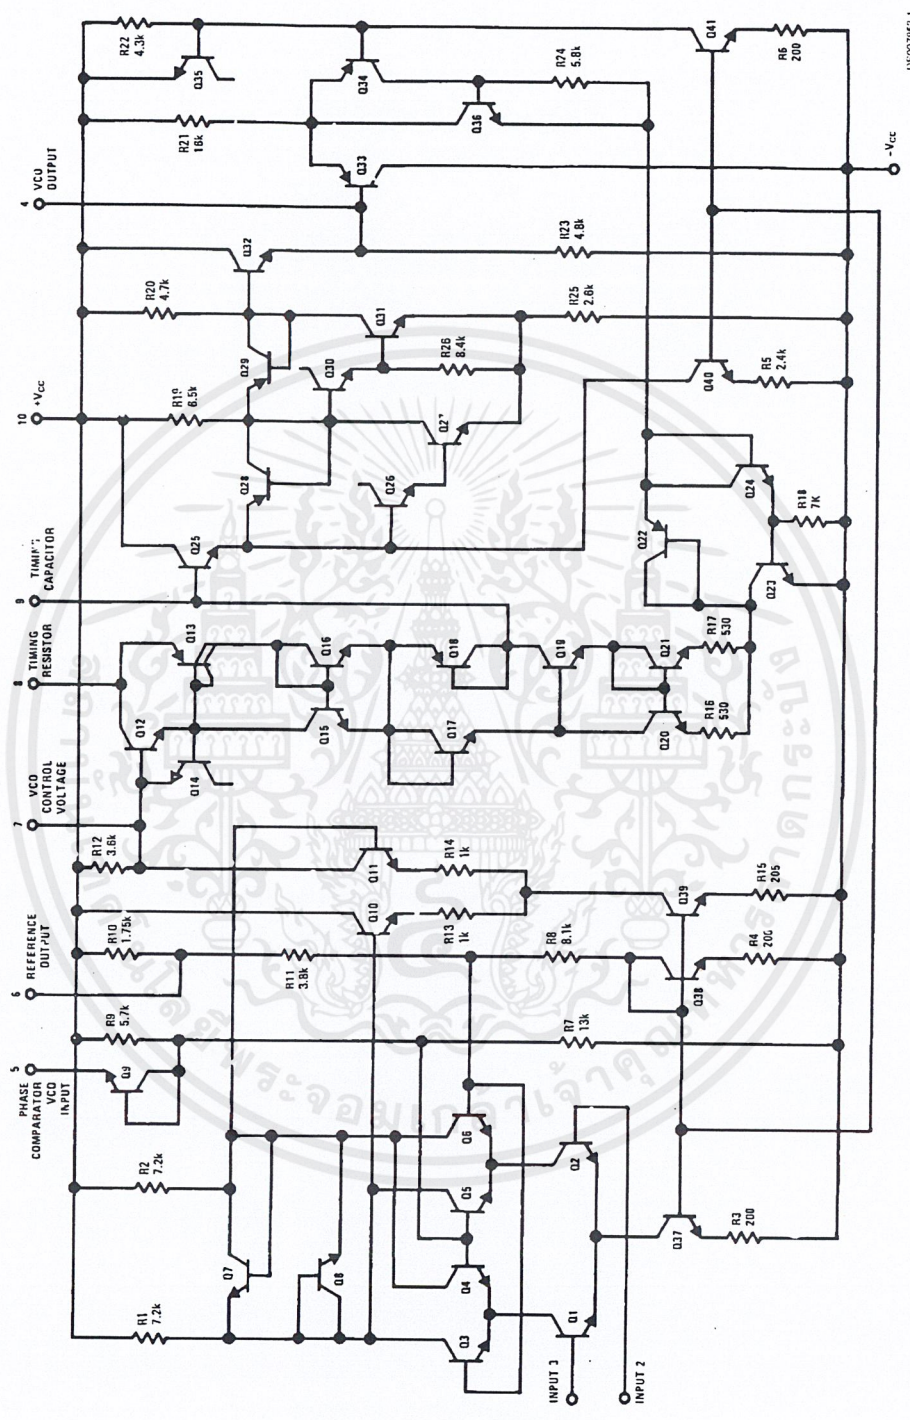 PHASE COMPARATOR VCO INPUT
5
REFERENCE OUTPUT
6
VCO CONTROL VOLTAGE
7
TIMING RESISTOR
8
9
CAPACITOR
10 +VCC
4
VCO OUTPUT
R1 7.2k
R2 7.2k
R9 5.7k
R10 1.75k
R12 3.6k
R20 4.7k
R21 16k
R22 4.3k
Q9
Q7
Q8
Q12
Q13
Q14
Q25
Q32
Q35
R11 3.8k
Q10
Q11
Q15
Q16
Q28
Q29
Q30
Q31
Q33
Q34
Q3
Q4
Q5
Q6
R13 1k
R14 1k
Q17
Q18
Q26
R26 8.4k
Q36
Q1
Q2
R7 13k
R8 8.1k
Q19
R23 4.8k
R24 5.8k
R25 2.6k
INPUT 3
INPUT 2
Q37
Q38
Q39
Q20
Q21
Q22
Q24
Q40
Q41
R3 200
R4
R15 205
R16 530
R17 530
Q23
R18 7K
R5 2.4k
R6 200
-VCC